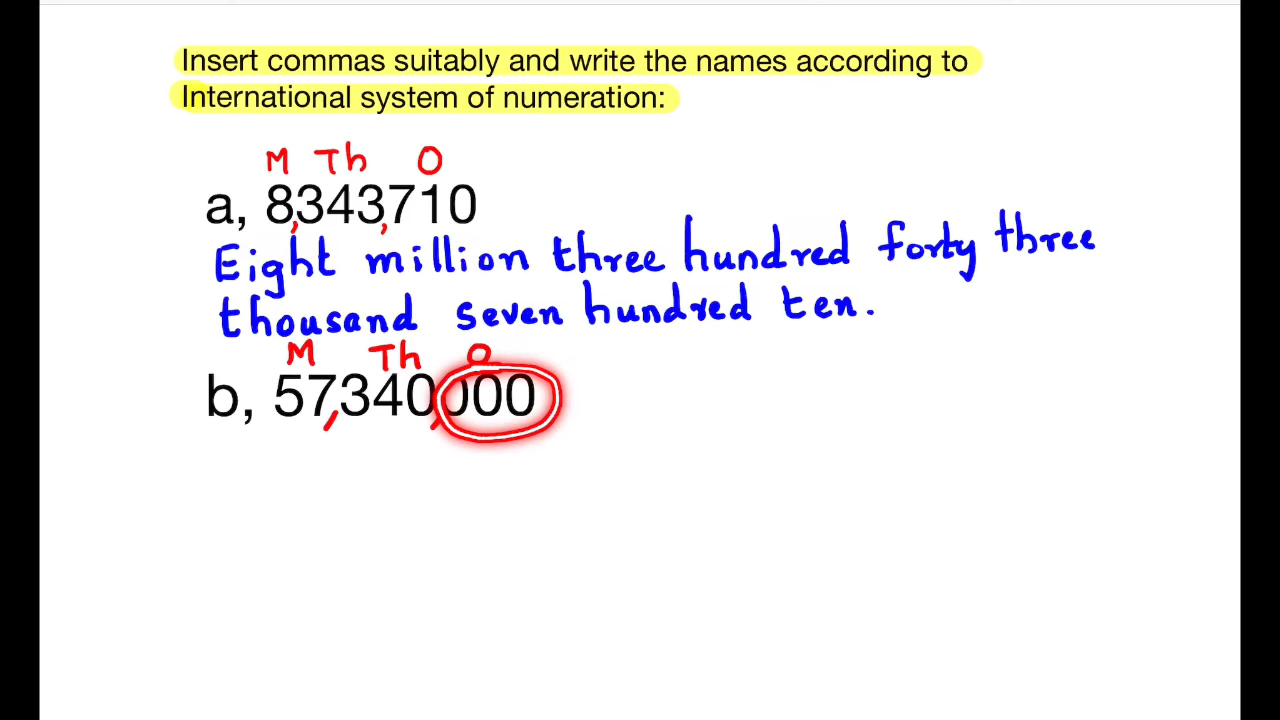 Insert commas suitably and write the names according to
International system of numeration:
M Th O
a, 8,343,710
Eight million three hundred forty three
thousand seven hundred ten.
M Th O
b, 57,340,000